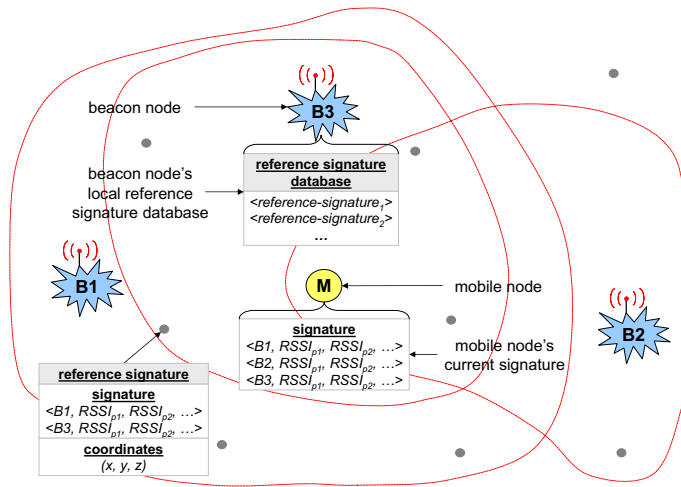 beacon node
B3
beacon node's
local reference
signature database
reference signature
database
<reference-signature1>
<reference-signature2>
...
B1
M
mobile node
B2
signature
<B1, RSSIp1, RSSIp2, ...>
<B2, RSSIp1, RSSIp2, ...>
<B3, RSSIp1, RSSIp2, ...>
mobile node's
current signature
reference signature
signature
<B1, RSSIp1, RSSIp2, ...>
<B3, RSSIp1, RSSIp2, ...>
coordinates
(x, y, z)